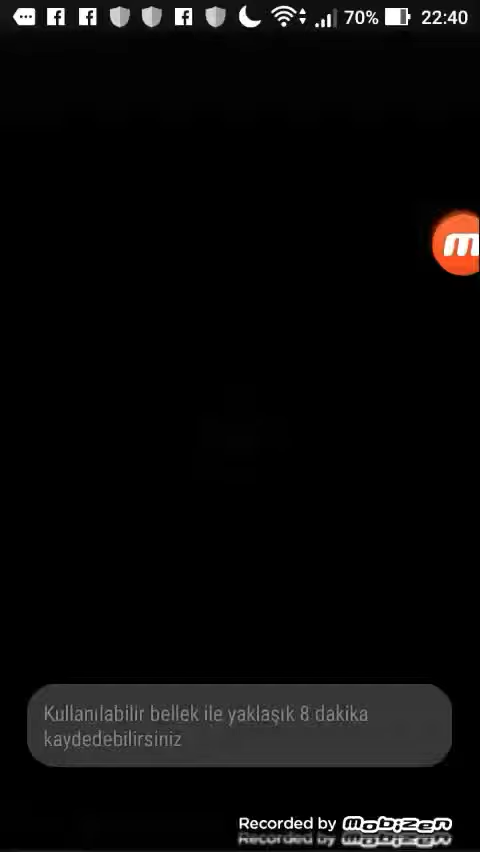 70% 22:40
Kullanılabilir bellek ile yaklaşık 8 dakika
kaydedebilirsiniz
Recorded by Mobizen